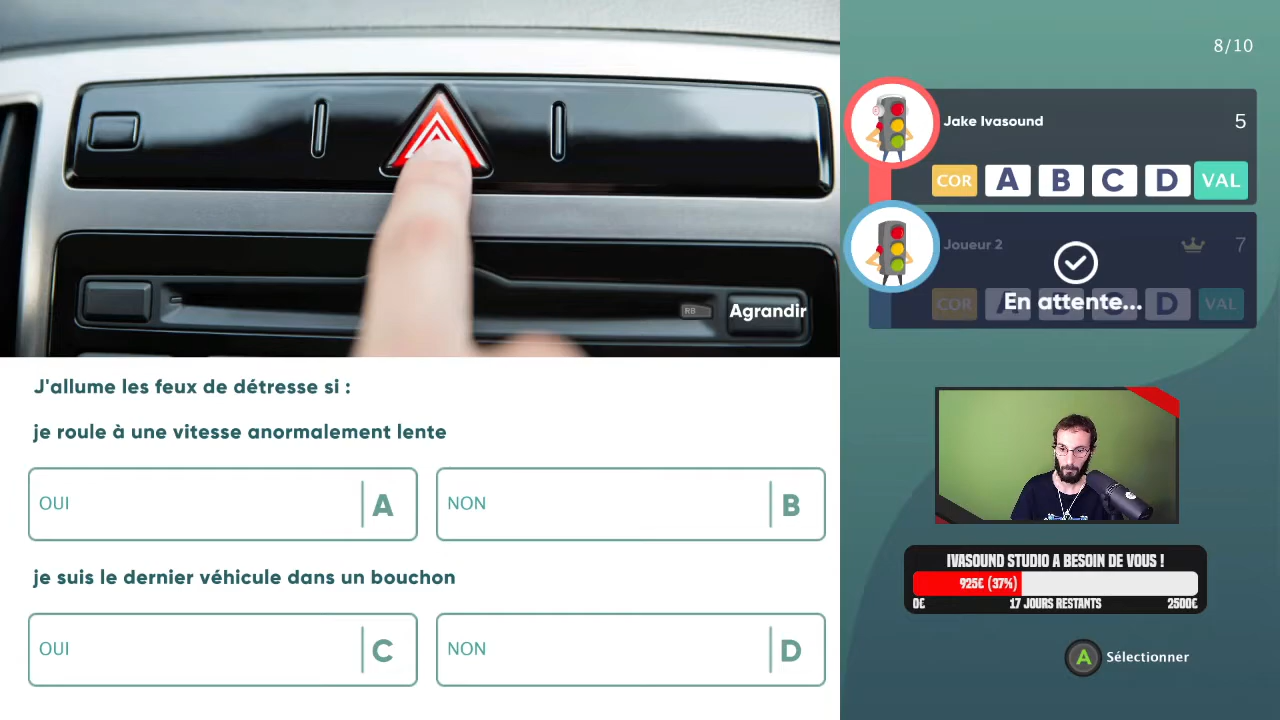 8/10
Jake Ivasound
5
COR A B C D VAL
Joueur 2
7
COR A B C D VAL
En attente...
RB
Agrandir
J'allume les feux de détresse si :
je roule à une vitesse anormalement lente
OUI A
NON B
je suis le dernier véhicule dans un bouchon
OUI C
NON D
IVASOUND STUDIO A BESOIN DE VOUS !
925€ (37%)
0€ 17 JOURS RESTANTS 2500€
A Sélectionner